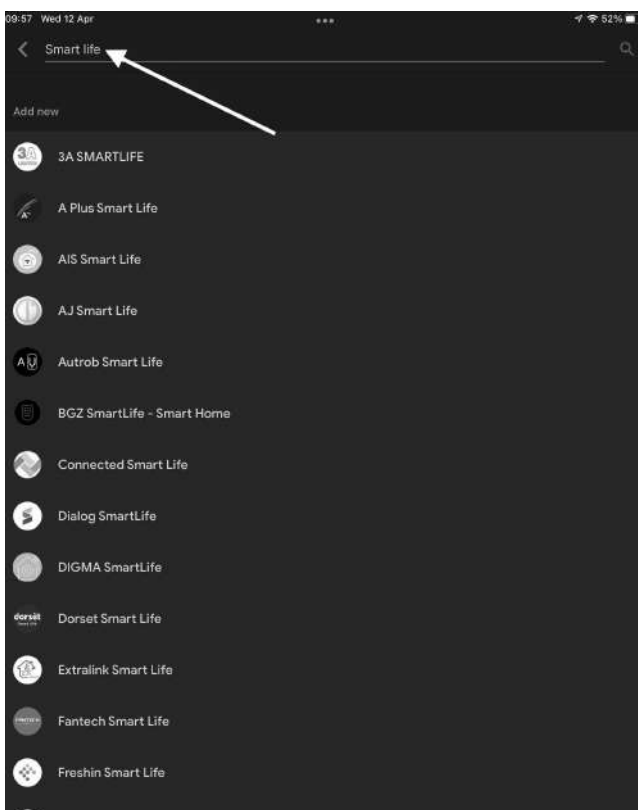 09:57 Wed 12 Apr
52%
Smart life
Add new
3A SMARTLIFE
A Plus Smart Life
AIS Smart Life
AJ Smart Life
AU
Autrob Smart Life
BGZ SmartLife - Smart Home
Connected Smart Life
Dialog SmartLife
DIGMA SmartLife
dorset
Dorset Smart Life
Extralink Smart Life
Fantech Smart Life
Freshin Smart Life